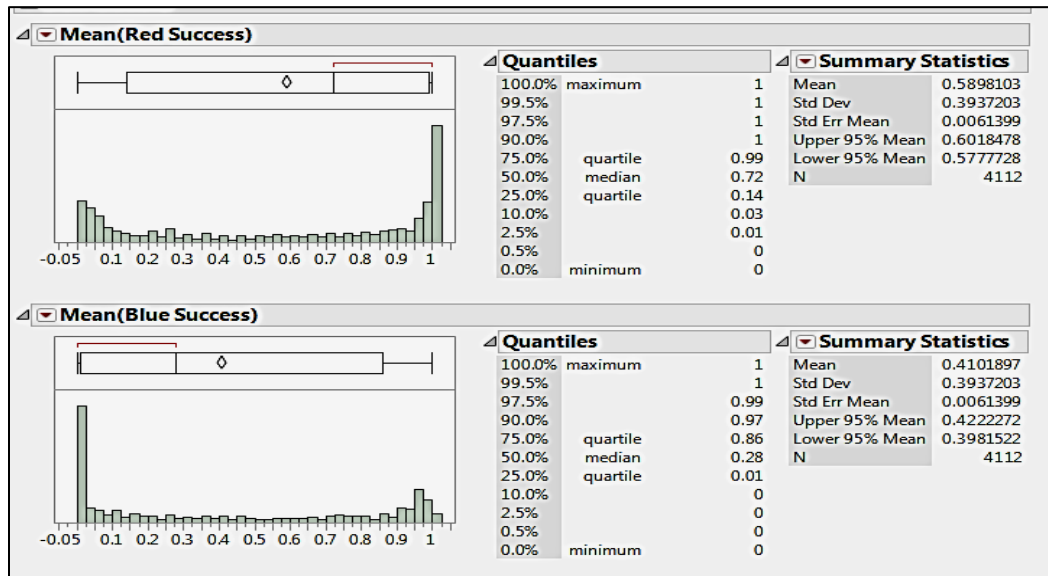 Mean(Red Success)
Quantiles
100.0% maximum 1
99.5% 1
97.5% 1
90.0% 1
75.0% quartile 0.99
50.0% median 0.72
25.0% quartile 0.14
10.0% 0.03
2.5% 0.01
0.5% 0
0.0% minimum 0
Summary Statistics
Mean 0.5898103
Std Dev 0.3937203
Std Err Mean 0.0061399
Upper 95% Mean 0.6018478
Lower 95% Mean 0.5777728
N 4112
-0.05 0.1 0.2 0.3 0.4 0.5 0.6 0.7 0.8 0.9 1
Mean(Blue Success)
Quantiles
100.0% maximum 1
99.5% 1
97.5% 0.99
90.0% 0.97
75.0% quartile 0.86
50.0% median 0.28
25.0% quartile 0.01
10.0% 0
2.5% 0
0.5% 0
0.0% minimum 0
Summary Statistics
Mean 0.4101897
Std Dev 0.3937203
Std Err Mean 0.0061399
Upper 95% Mean 0.4222272
Lower 95% Mean 0.3981522
N 4112
-0.05 0.1 0.2 0.3 0.4 0.5 0.6 0.7 0.8 0.9 1